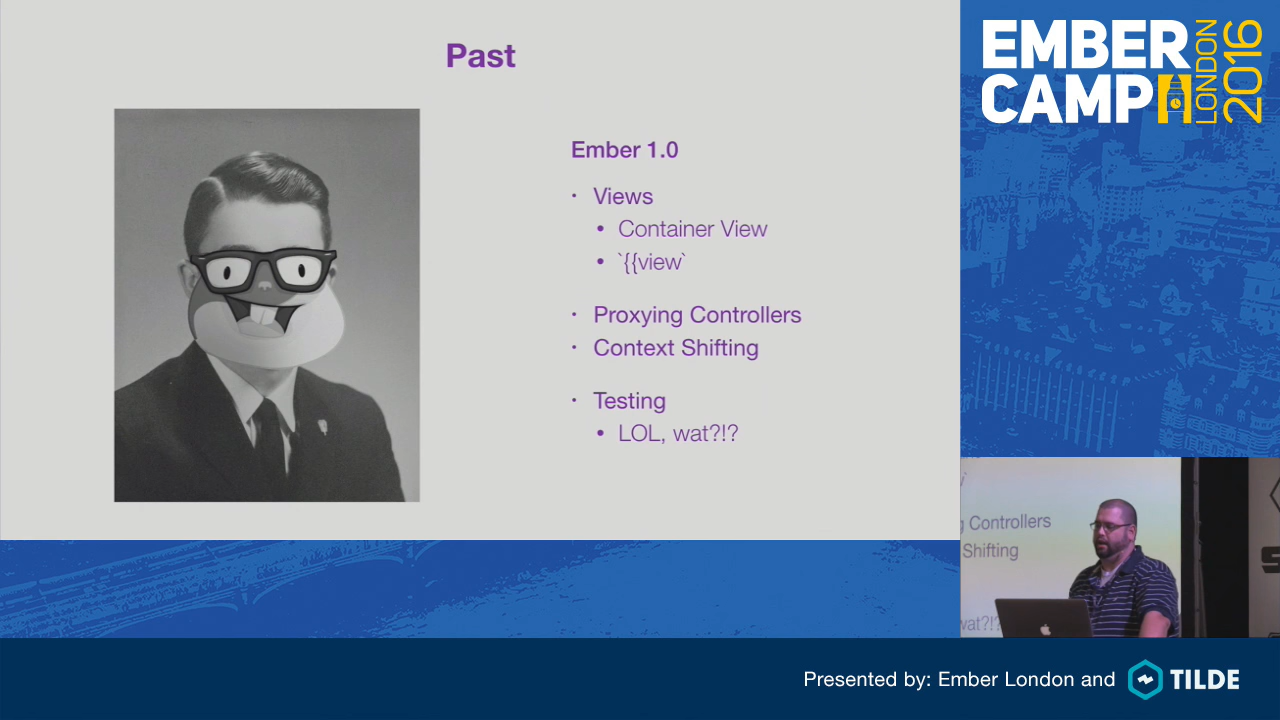 Past
Ember 1.0
· Views
• Container View
• `{{view`
· Proxying Controllers
· Context Shifting
· Testing
• LOL, wat?!?
EMBER
CAMP
LONDON
2016
Controllers
Shifting
wat?!?
Presented by: Ember London and TILDE